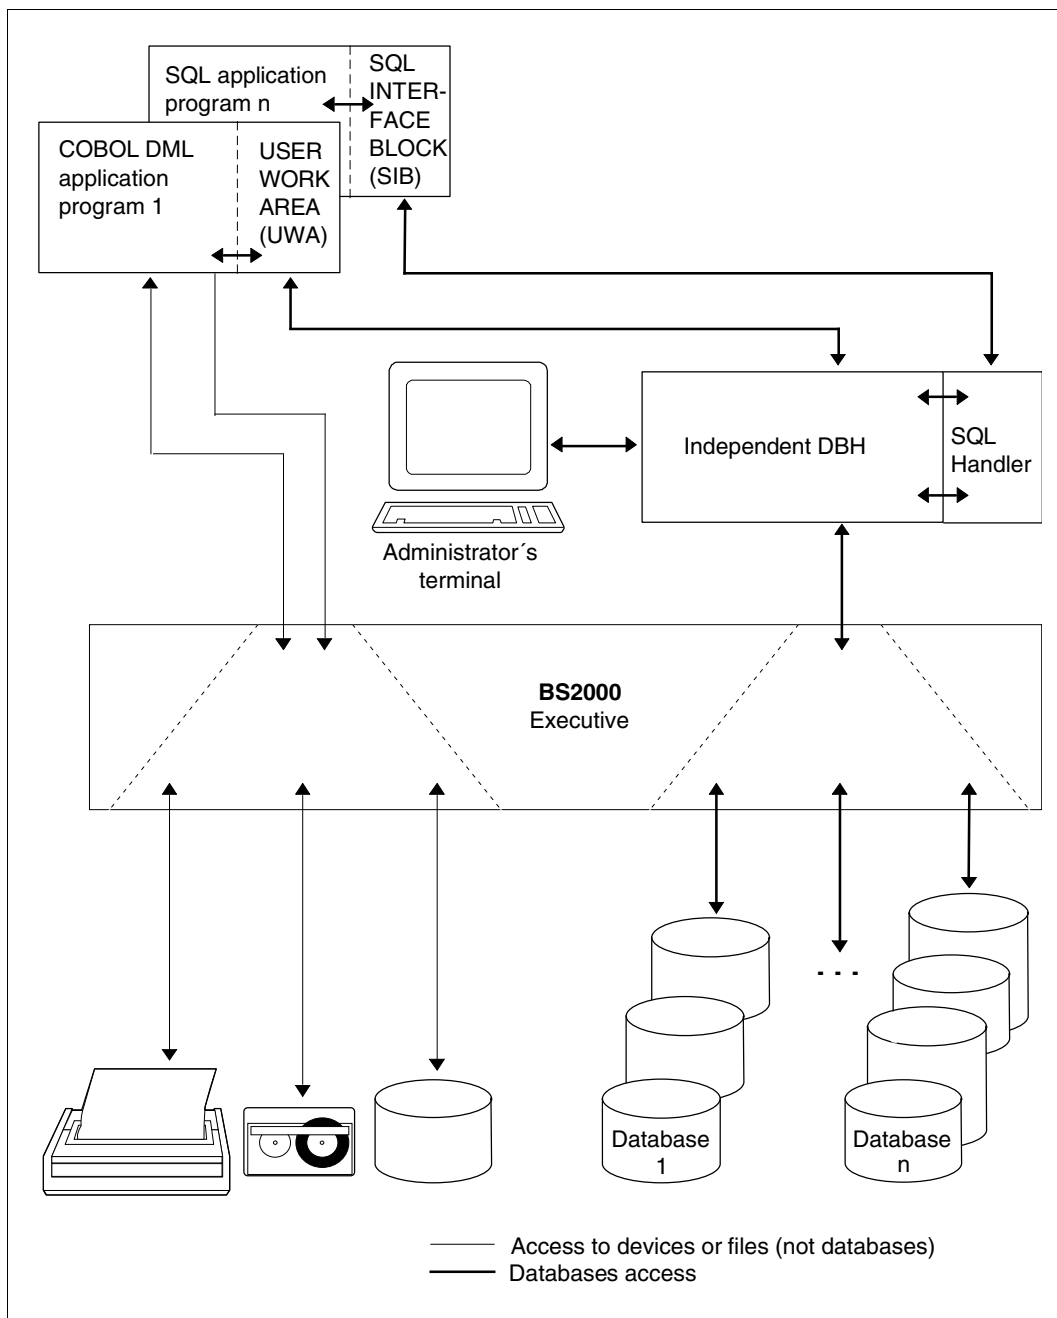 SQL application
program n
SQL
INTER-
FACE
BLOCK
(SIB)
COBOL DML
application
program 1
USER
WORK
AREA
(UWA)
Independent DBH
SQL
Handler
Administrator´s
terminal
BS2000
Executive
. . .
Database
1
Database
n
Access to devices or files (not databases)
Databases access